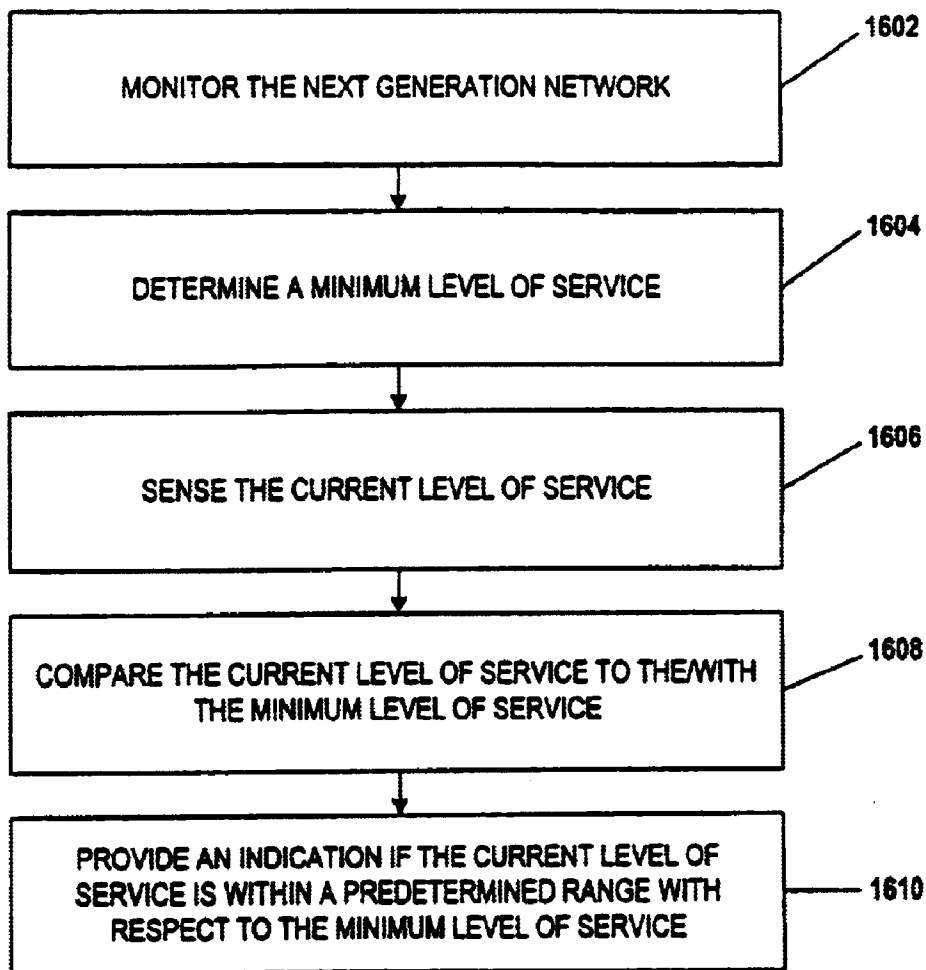 1602
MONITOR THE NEXT GENERATION NETWORK
1604
DETERMINE A MINIMUM LEVEL OF SERVICE
1606
SENSE THE CURRENT LEVEL OF SERVICE
1608
COMPARE THE CURRENT LEVEL OF SERVICE TO THE/WITH
THE MINIMUM LEVEL OF SERVICE
PROVIDE AN INDICATION IF THE CURRENT LEVEL OF
SERVICE IS WITHIN A PREDETERMINED RANGE WITH
RESPECT TO THE MINIMUM LEVEL OF SERVICE
1610